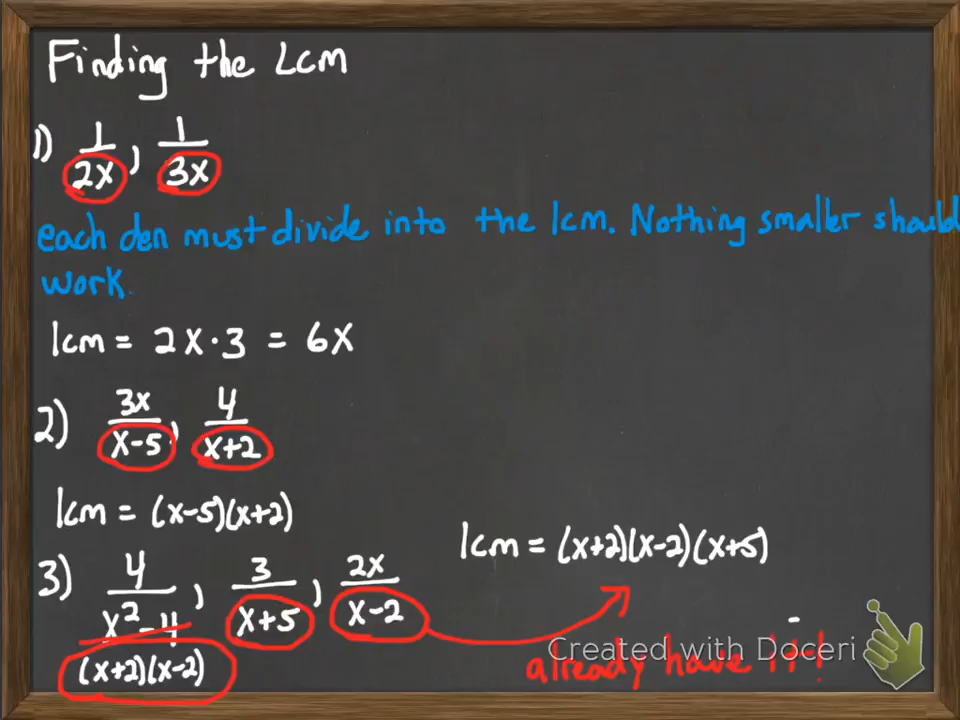 Finding the Lcm
1) 1/2x, 1/3x
each den must divide into the lcm. Nothing smaller should
work.
lcm = 2x·3 = 6x
2) 3x/x-5, 4/x+2
lcm = (x-5)(x+2)
3) 4/x²-4, 3/x+5, 2x/x-2
(x+2)(x-2)
lcm = (x+2)(x-2)(x+5)
already have it!
Created with Doceri